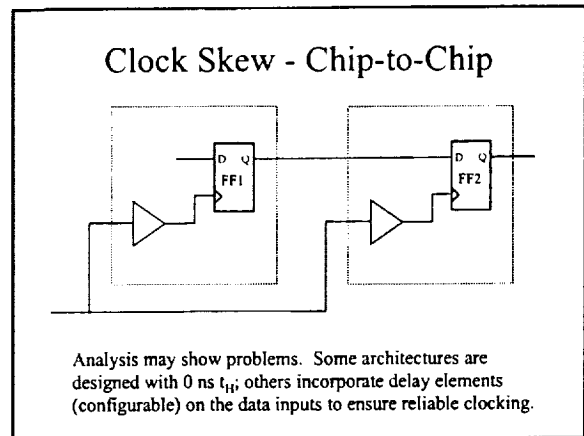 Clock Skew - Chip-to-Chip
D Q
FF1
D Q
FF2
Analysis may show problems. Some architectures are
designed with 0 ns tH; others incorporate delay elements
(configurable) on the data inputs to ensure reliable clocking.